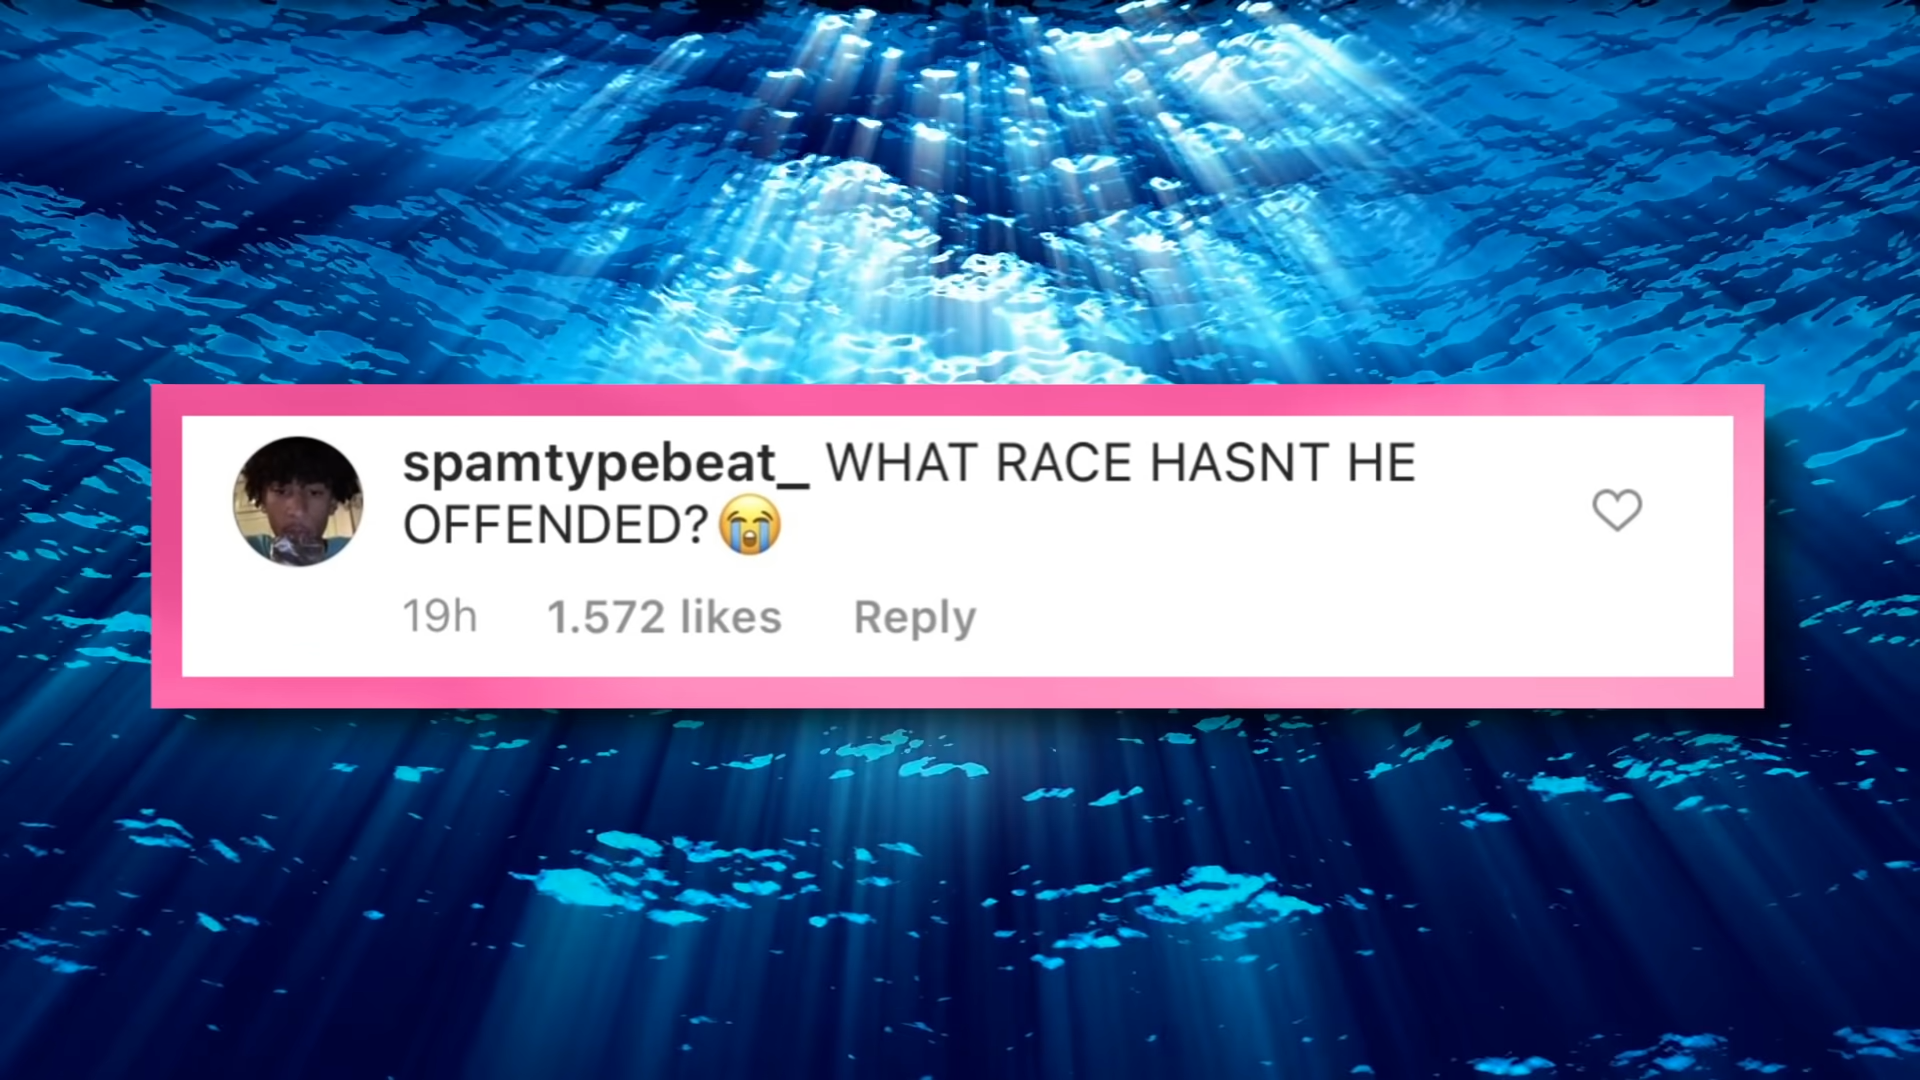 spamtypebeat_ WHAT RACE HASNT HE
OFFENDED?😭
19h 1.572 likes Reply